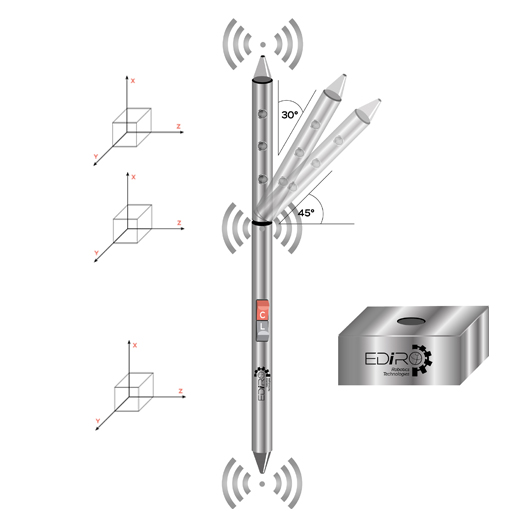 X
Z
Y
X
Z
Y
X
X
Y
30°
45°
C
L
EDiRO
EDiRO
Robotics
Technologies